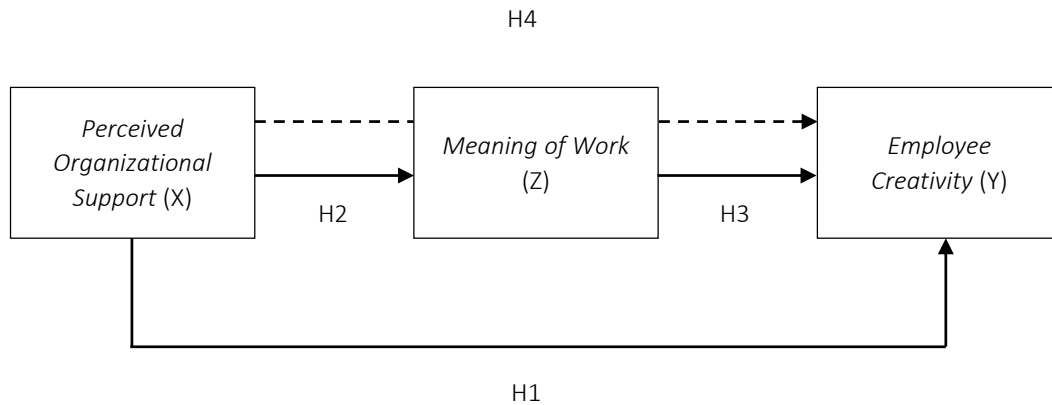 H4
Perceived
Organizational
Support (X)
Meaning of Work
(Z)
Employee
Creativity (Y)
H2
H3
H1